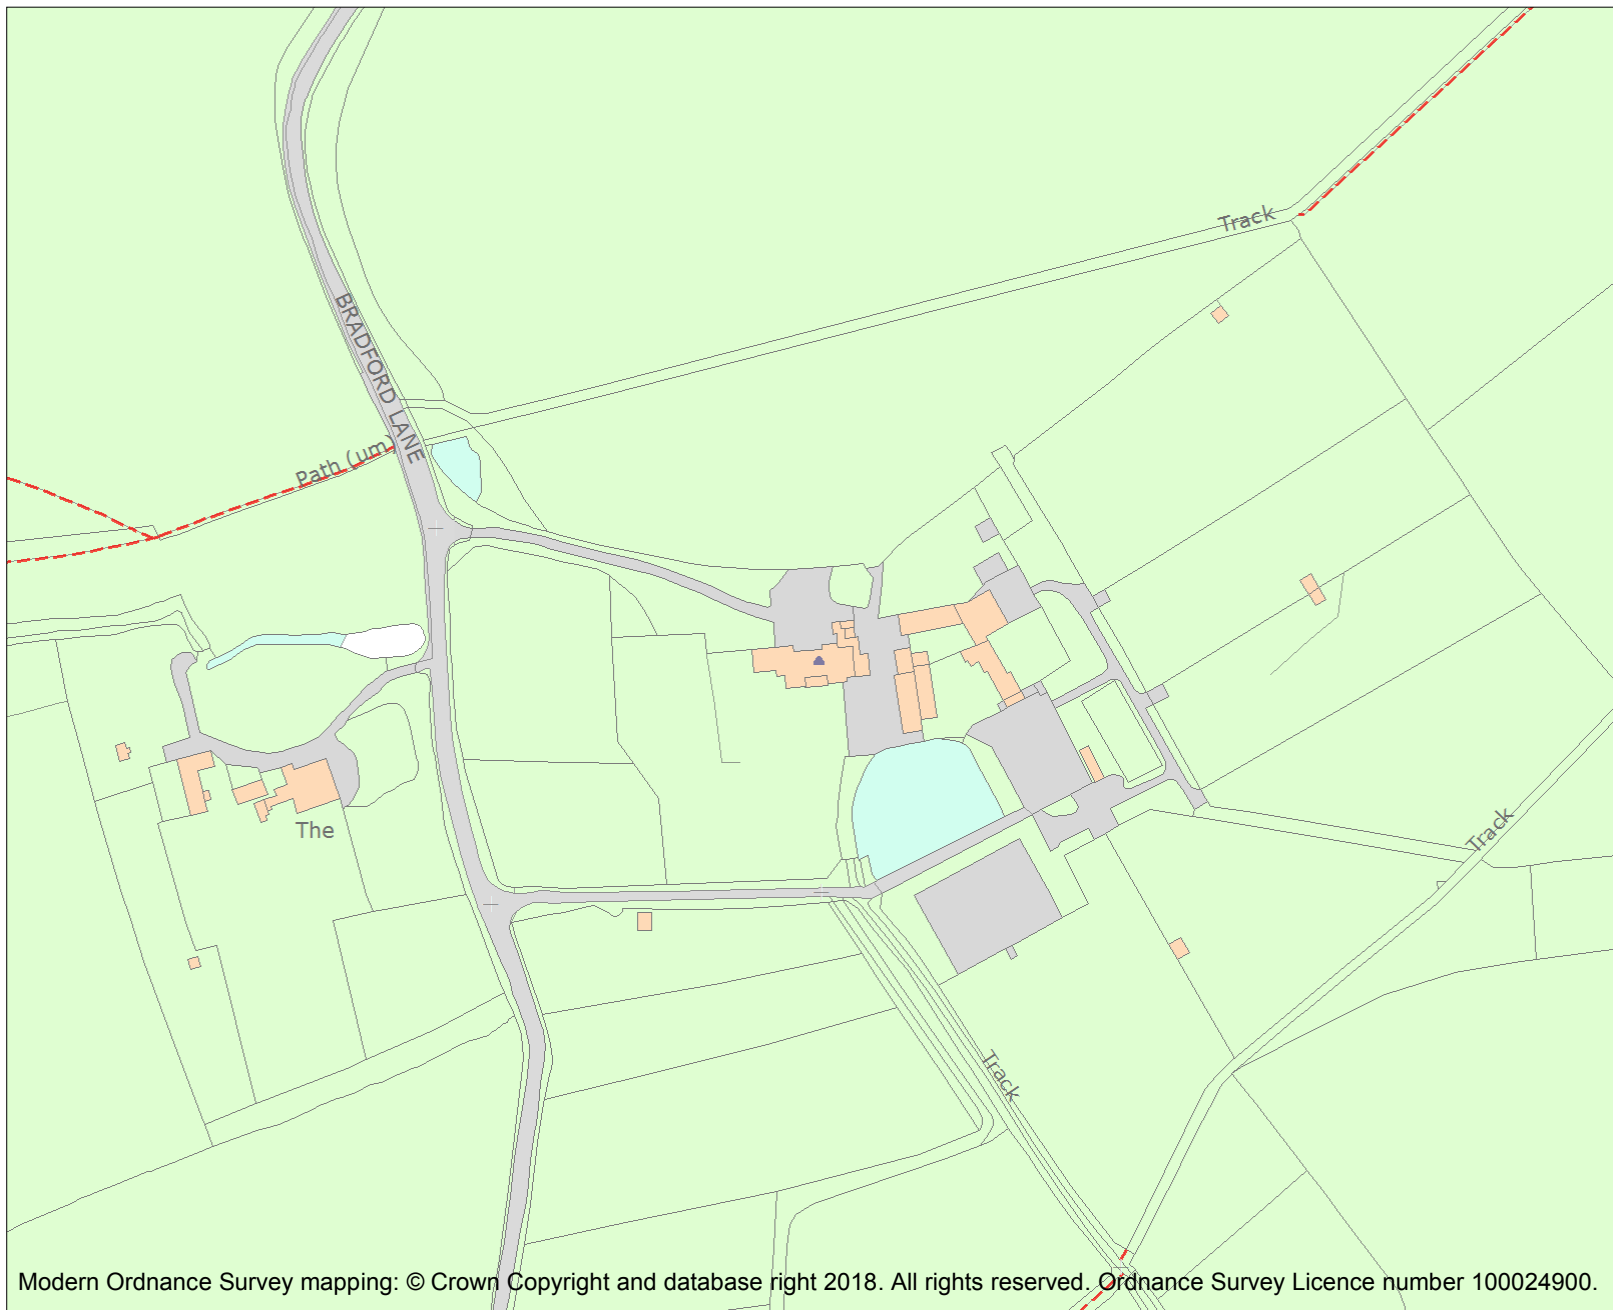 Track
BRADFORD LANE
Path (um)
The
Track
Track
Modern Ordnance Survey mapping: © Crown Copyright and database right 2018. All rights reserved. Ordnance Survey Licence number 100024900.